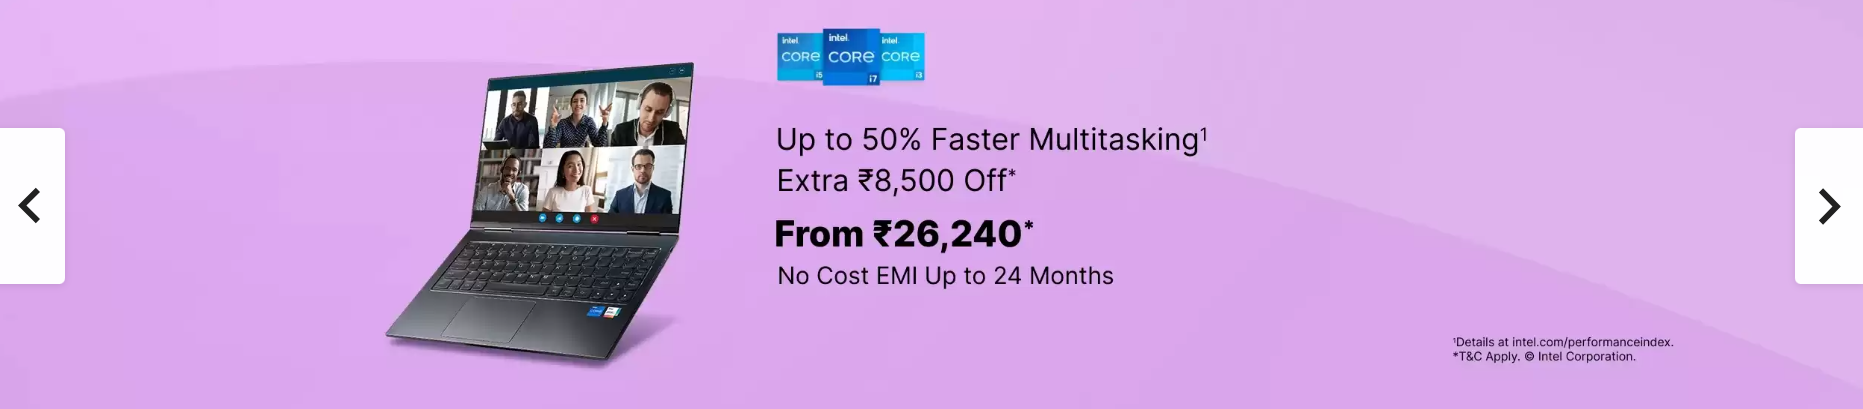 intel. intel. intel.
CORE CORE CORE
i5 i7 i3
Up to 50% Faster Multitasking¹
Extra ₹8,500 Off*
From ₹26,240*
No Cost EMI Up to 24 Months
¹Details at intel.com/performanceindex.
*T&C Apply. © Intel Corporation.